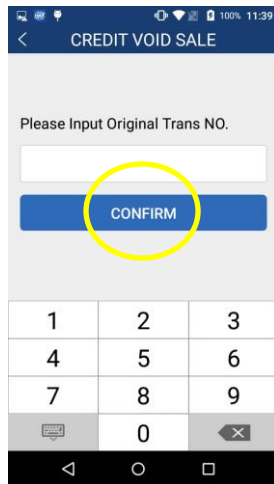 100% 11:39
CREDIT VOID SALE
Please Input Original Trans NO.
CONFIRM
1 2 3
4 5 6
7 8 9
0